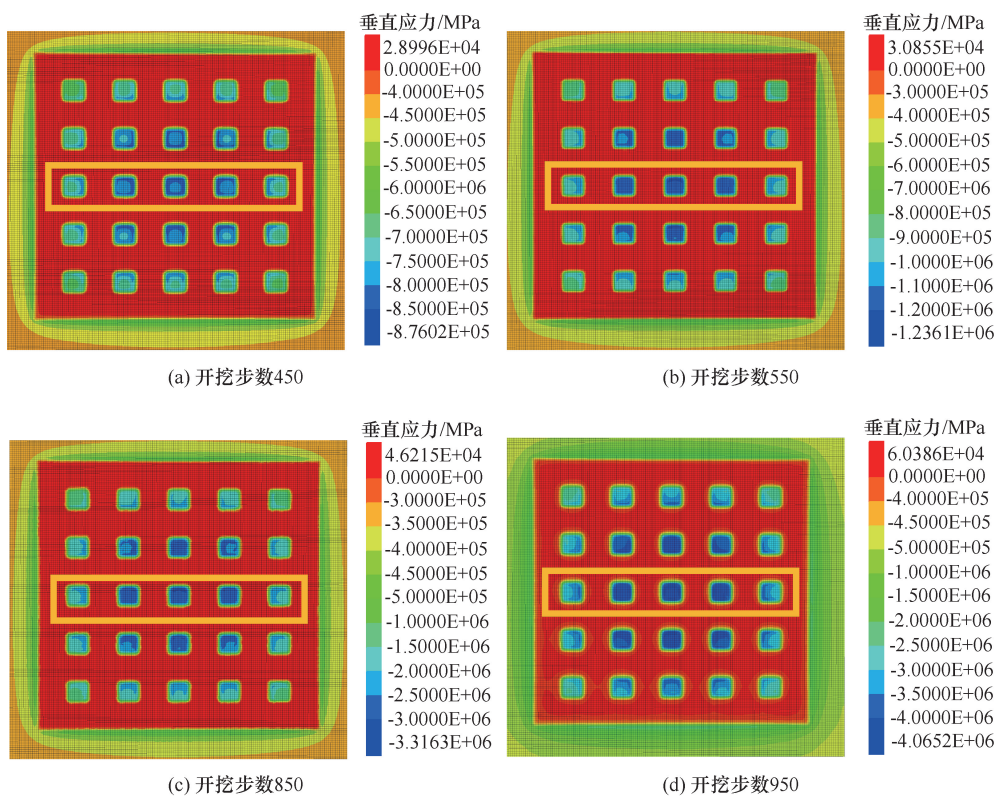 垂直应力/MPa
2.8996E+04
0.0000E+00
-4.0000E+05
-4.5000E+05
-5.0000E+05
-5.5000E+05
-6.0000E+06
-6.5000E+05
-7.0000E+05
-7.5000E+05
-8.0000E+05
-8.5000E+05
-8.7602E+05
(a) 开挖步数450
垂直应力/MPa
3.0855E+04
0.0000E+00
-3.0000E+05
-4.0000E+05
-5.0000E+05
-6.0000E+05
-7.0000E+06
-8.0000E+05
-9.0000E+05
-1.0000E+06
-1.1000E+06
-1.2000E+06
-1.2361E+06
(b) 开挖步数550
垂直应力/MPa
4.6215E+04
0.0000E+00
-3.0000E+05
-3.5000E+05
-4.0000E+05
-4.5000E+05
-5.0000E+05
-1.0000E+06
-1.5000E+06
-2.0000E+06
-2.5000E+06
-3.0000E+06
-3.3163E+06
(c) 开挖步数850
垂直应力/MPa
6.0386E+04
0.0000E+00
-4.0000E+05
-4.5000E+05
-5.0000E+05
-1.0000E+06
-1.5000E+06
-2.0000E+06
-2.5000E+06
-3.0000E+06
-3.5000E+06
-4.0000E+06
-4.0652E+06
(d) 开挖步数950